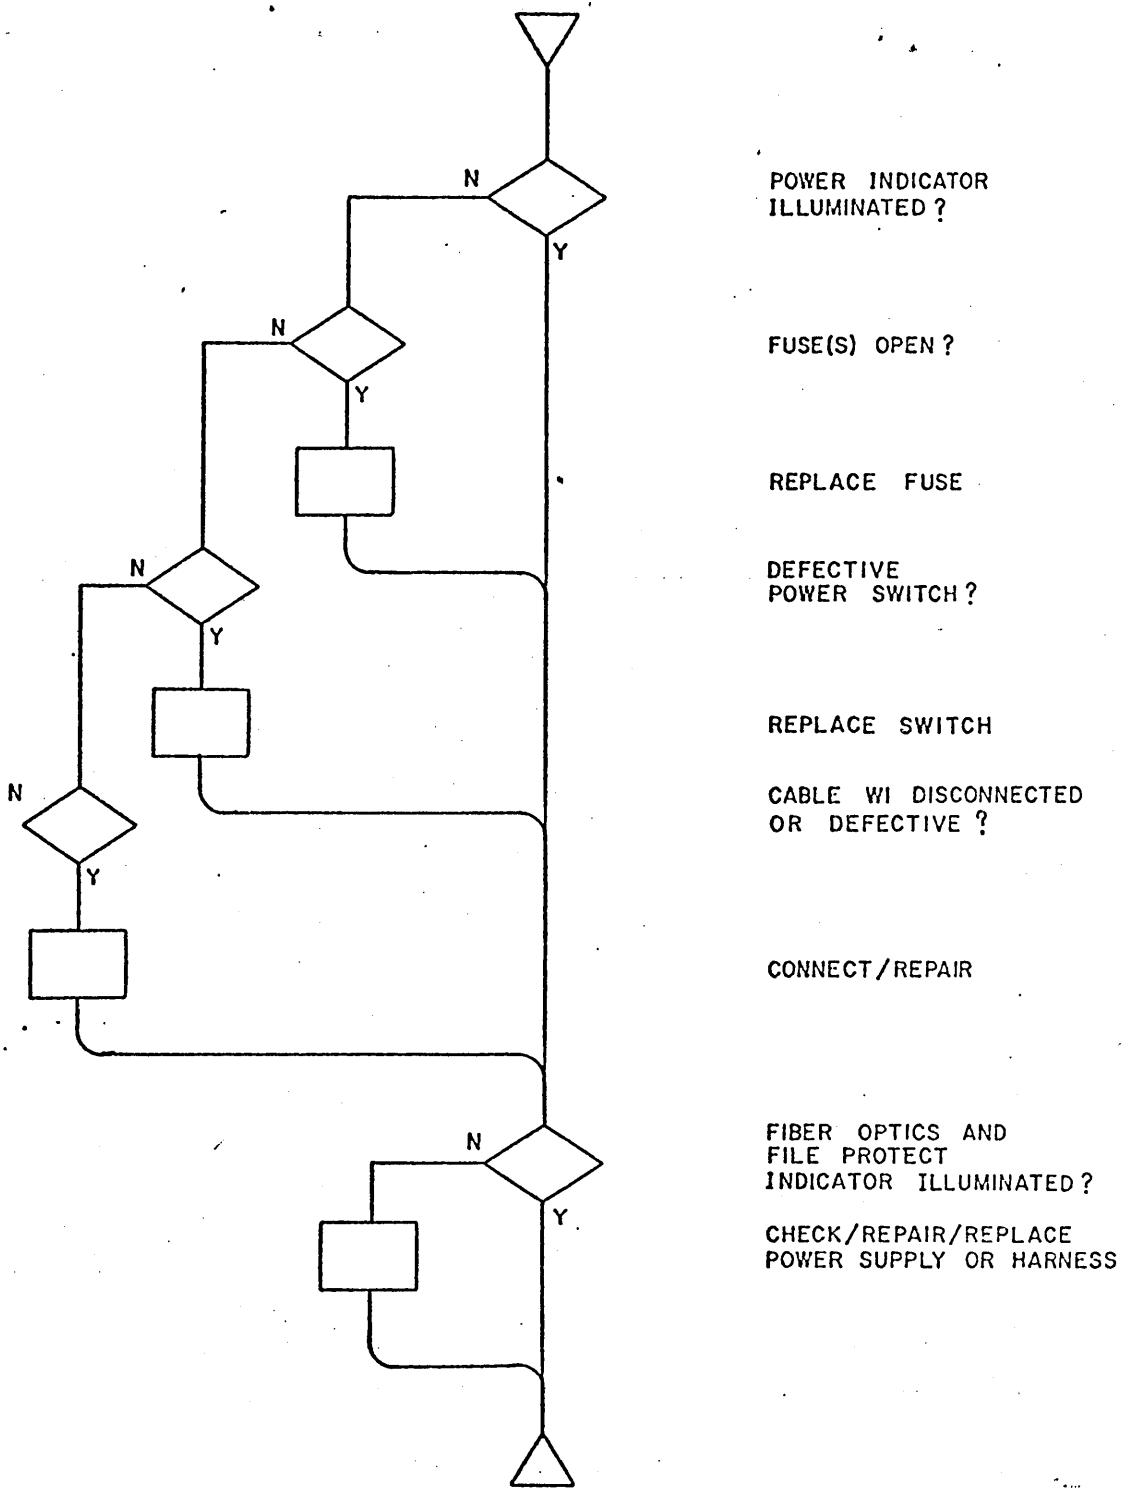 N
POWER INDICATOR
ILLUMINATED?
Y
N
FUSE(S) OPEN?
Y
REPLACE FUSE
N
DEFECTIVE
POWER SWITCH?
Y
REPLACE SWITCH
N
CABLE W1 DISCONNECTED
OR DEFECTIVE?
Y
CONNECT/REPAIR
N
FIBER OPTICS AND
FILE PROTECT
INDICATOR ILLUMINATED?
Y
CHECK/REPAIR/REPLACE
POWER SUPPLY OR HARNESS